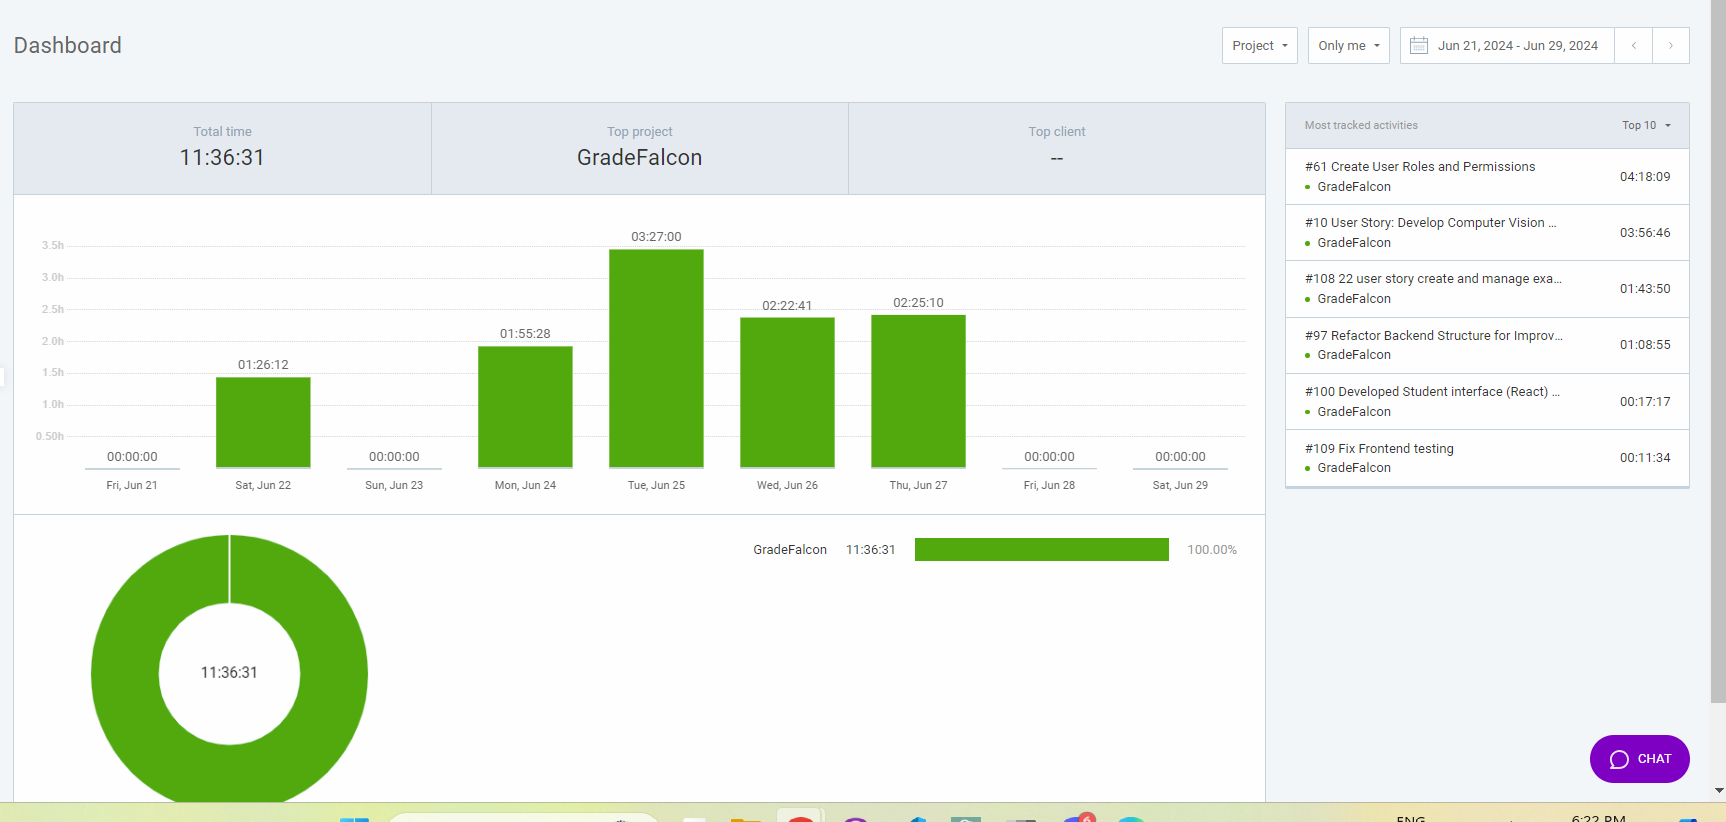 Dashboard
Project
Only me
Jun 21, 2024 - Jun 29, 2024
Total time
11:36:31
Top project
GradeFalcon
Top client
--
3.5h
3.0h
2.5h
2.0h
1.5h
1.0h
0.50h
00:00:00
01:26:12
00:00:00
01:55:28
03:27:00
02:22:41
02:25:10
00:00:00
00:00:00
Fri, Jun 21
Sat, Jun 22
Sun, Jun 23
Mon, Jun 24
Tue, Jun 25
Wed, Jun 26
Thu, Jun 27
Fri, Jun 28
Sat, Jun 29
11:36:31
GradeFalcon 11:36:31 100.00%
Most tracked activities
Top 10
#61 Create User Roles and Permissions
GradeFalcon
04:18:09
#10 User Story: Develop Computer Vision ...
GradeFalcon
03:56:46
#108 22 user story create and manage exa...
GradeFalcon
01:43:50
#97 Refactor Backend Structure for Improv...
GradeFalcon
01:08:55
#100 Developed Student interface (React) ...
GradeFalcon
00:17:17
#109 Fix Frontend testing
GradeFalcon
00:11:34
CHAT
6
ENG
6:22 PM